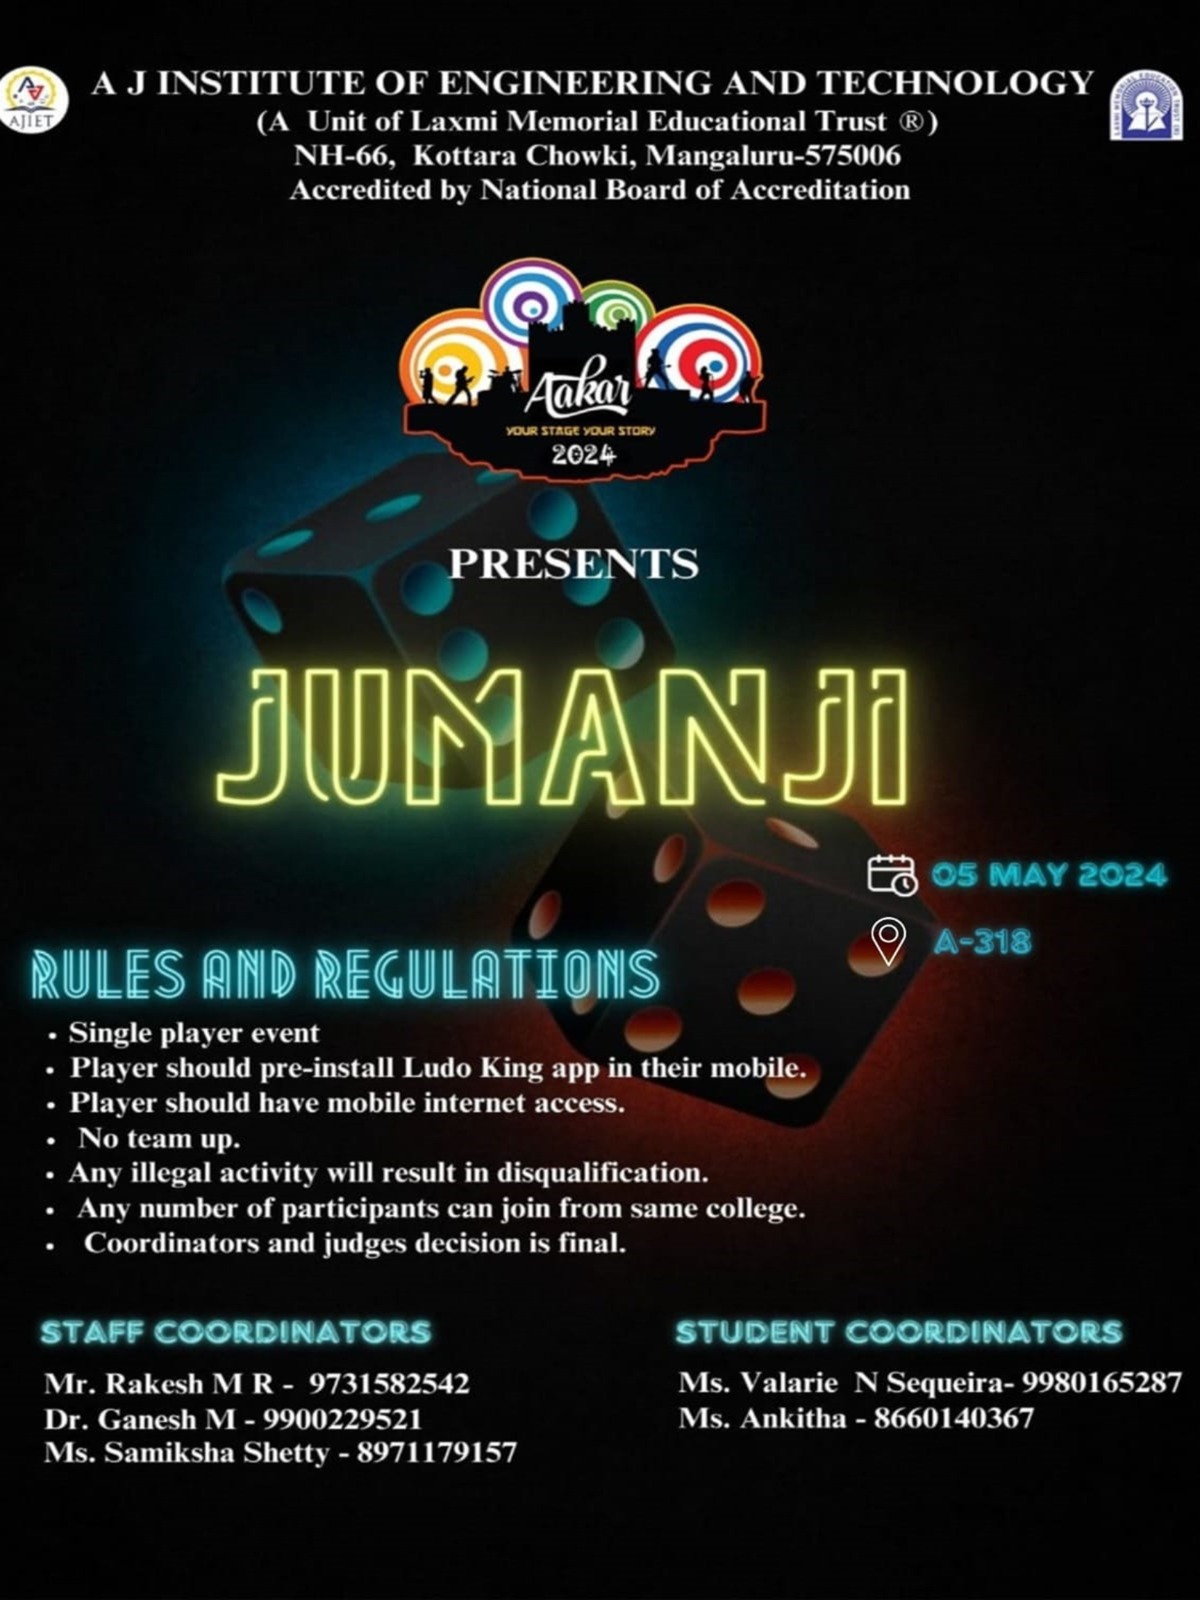 A J INSTITUTE OF ENGINEERING AND TECHNOLOGY
(A Unit of Laxmi Memorial Educational Trust ®)
NH-66, Kottara Chowki, Mangaluru-575006
Accredited by National Board of Accreditation
AJIET
LAXMI MEMORIAL EDUCATION TRUST (R)
Aakar
YOUR STAGE YOUR STORY
2024
PRESENTS
JUMANJI
05 MAY 2024
A-318
RULES AND REGULATIONS
• Single player event
• Player should pre-install Ludo King app in their mobile.
• Player should have mobile internet access.
• No team up.
• Any illegal activity will result in disqualification.
• Any number of participants can join from same college.
• Coordinators and judges decision is final.
STAFF COORDINATORS
Mr. Rakesh M R - 9731582542
Dr. Ganesh M - 9900229521
Ms. Samiksha Shetty - 8971179157
STUDENT COORDINATORS
Ms. Valarie N Sequeira- 9980165287
Ms. Ankitha - 8660140367